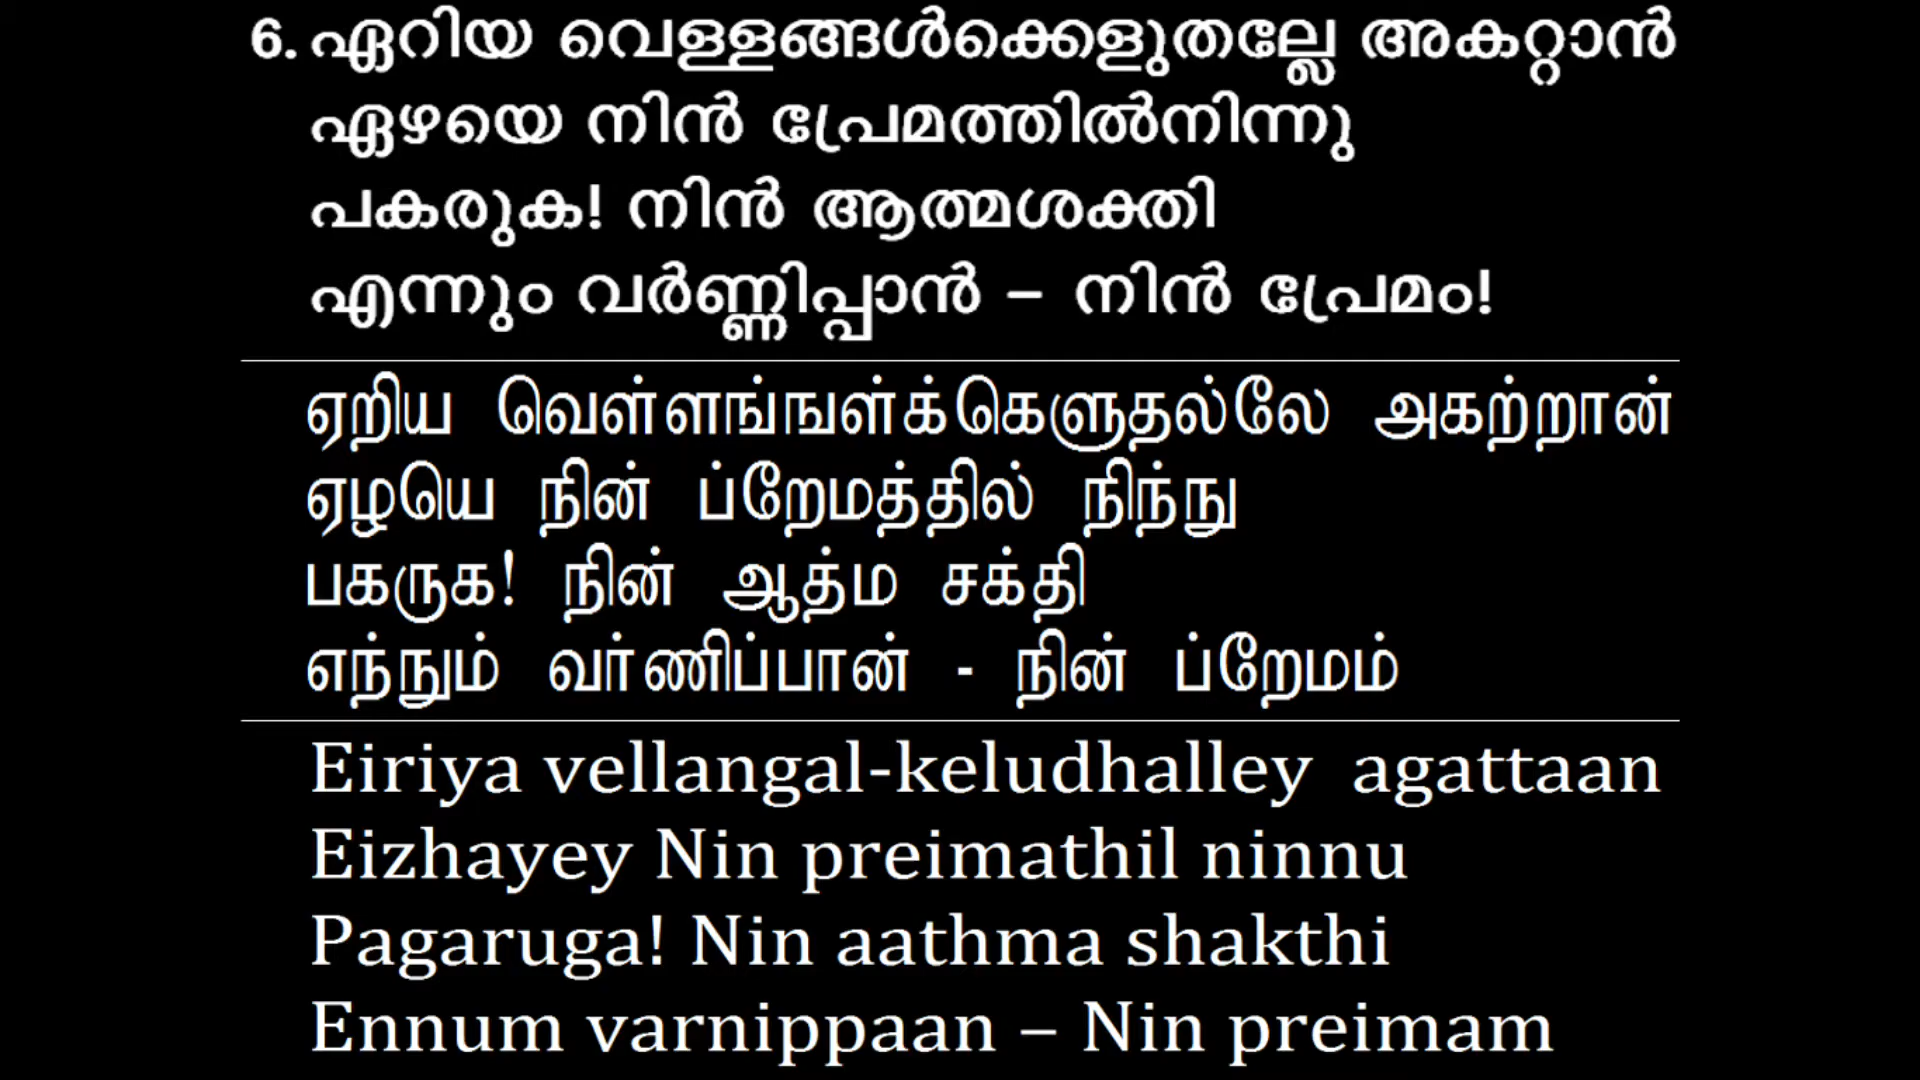 6. ഏറിയ വെള്ളങ്ങൾക്കെളുതല്ലേ അകറ്റാൻ
ഏഴയെ നിൻ പ്രേമത്തിൽനിന്നു
പകരുക! നിൻ ആത്മശക്തി
എന്നും വർണ്ണിപ്പാൻ – നിൻ പ്രേമം!
ஏறிய வெள்ளங்ஙள்க்கெளுதல்லே அகற்றான்
ஏழயெ நின் ப்றேமத்தில் நிந்நு
பகருக! நின் ஆத்ம சக்தி
எந்நும் வர்ணிப்பான் - நின் ப்றேமம்
Eiriya vellangal-keludhalley agattaan
Eizhayey Nin preimathil ninnu
Pagaruga! Nin aathma shakthi
Ennum varnippaan – Nin preimam